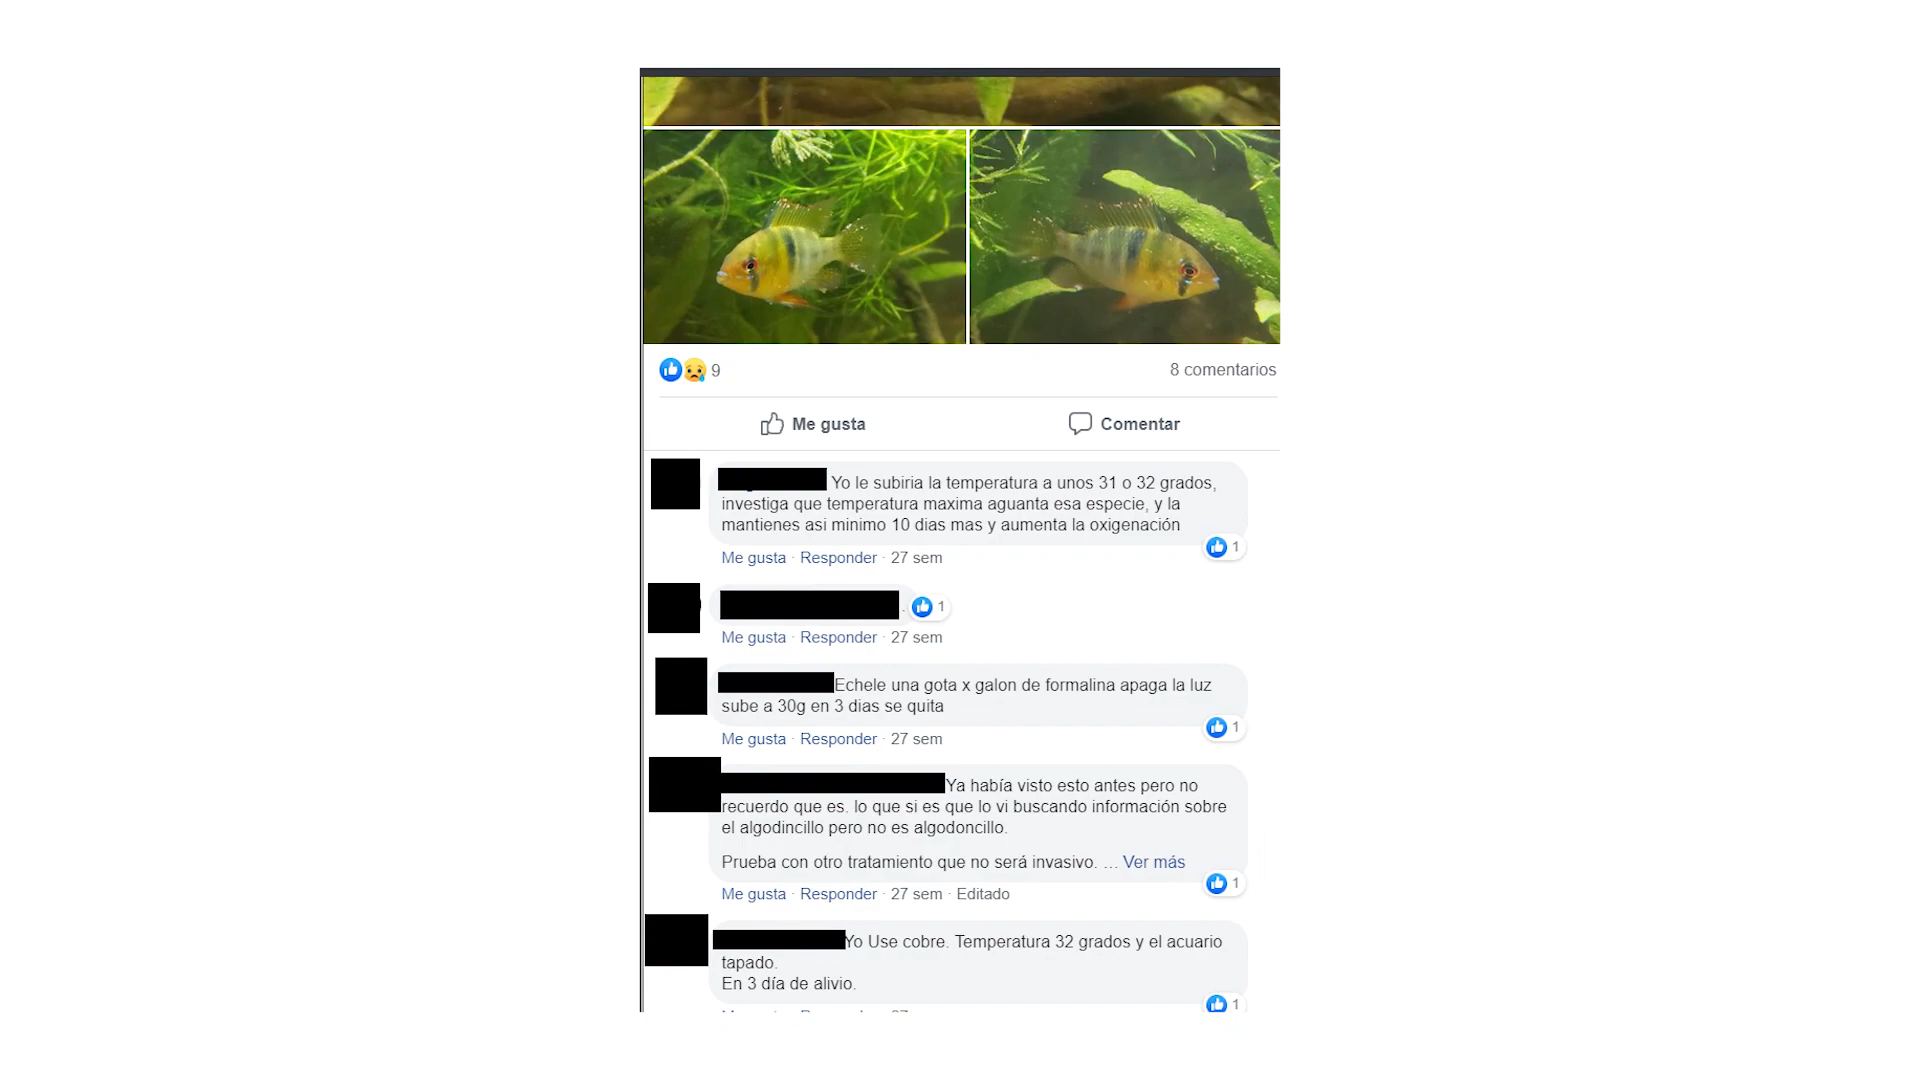 9
8 comentarios
Me gusta
Comentar
Yo le subiria la temperatura a unos 31 o 32 grados,
investiga que temperatura maxima aguanta esa especie, y la
mantienes asi minimo 10 dias mas y aumenta la oxigenación
1
Me gusta · Responder · 27 sem
. 1
Me gusta · Responder · 27 sem
Echele una gota x galon de formalina apaga la luz
sube a 30g en 3 dias se quita
1
Me gusta · Responder · 27 sem
Ya había visto esto antes pero no
recuerdo que es. lo que si es que lo vi buscando información sobre
el algodincillo pero no es algodoncillo.
Prueba con otro tratamiento que no será invasivo. ... Ver más
1
Me gusta · Responder · 27 sem · Editado
Yo Use cobre. Temperatura 32 grados y el acuario
tapado.
En 3 día de alivio.
1